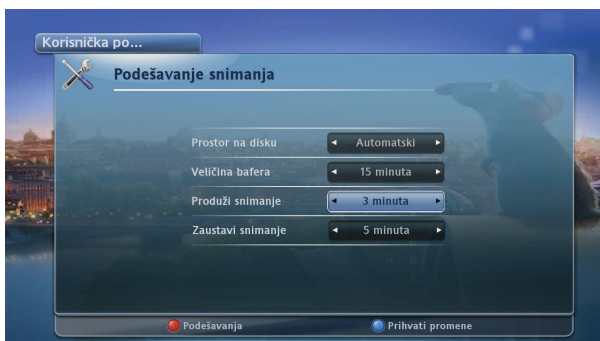 Korisnička po...
Podešavanje snimanja
Prostor na disku Automatski
Veličina bafera 15 minuta
Produži snimanje 3 minuta
Zaustavi snimanje 5 minuta
Podešavanja Prihvati promene